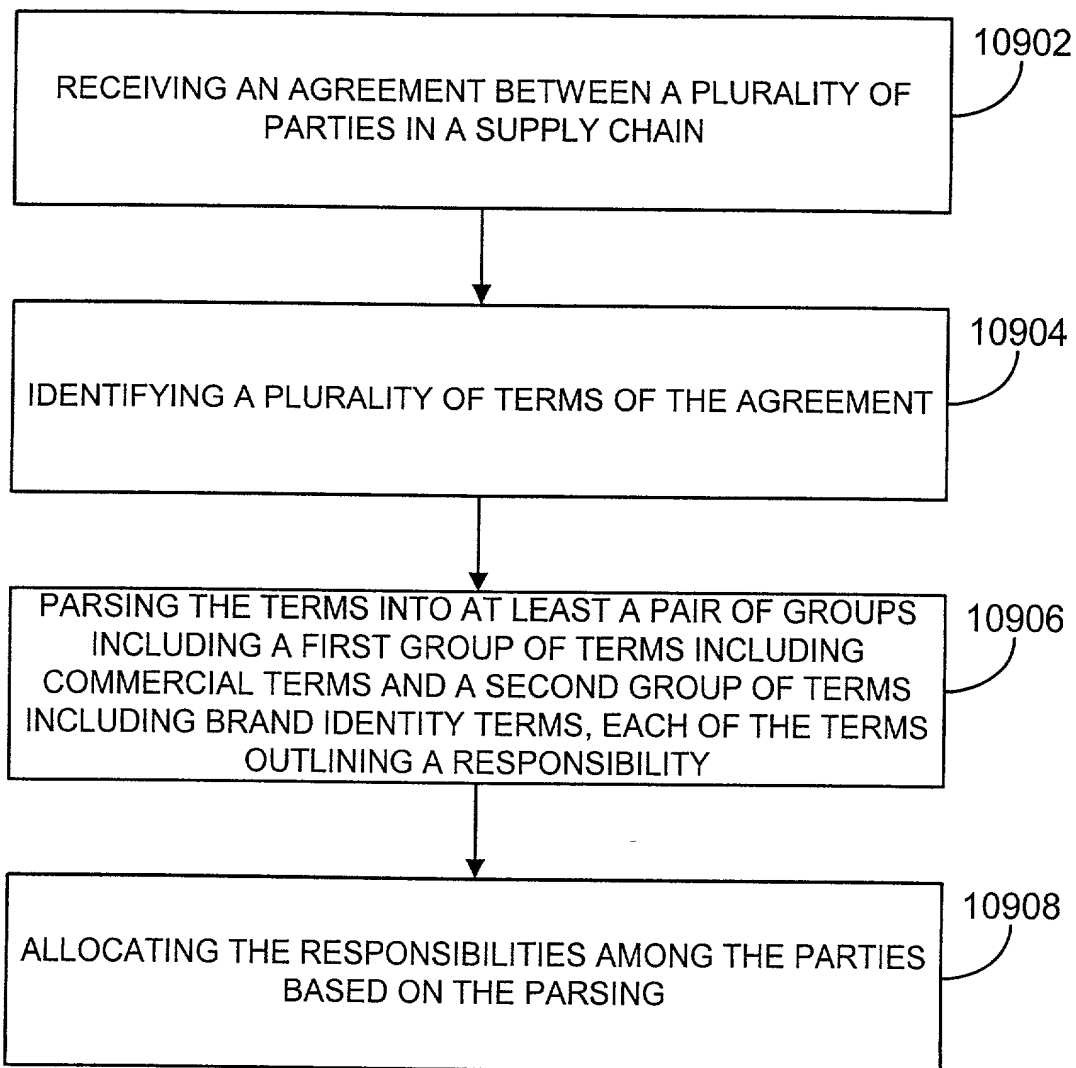 10902
RECEIVING AN AGREEMENT BETWEEN A PLURALITY OF
PARTIES IN A SUPPLY CHAIN
10904
IDENTIFYING A PLURALITY OF TERMS OF THE AGREEMENT
10906
PARSING THE TERMS INTO AT LEAST A PAIR OF GROUPS
INCLUDING A FIRST GROUP OF TERMS INCLUDING
COMMERCIAL TERMS AND A SECOND GROUP OF TERMS
INCLUDING BRAND IDENTITY TERMS, EACH OF THE TERMS
OUTLINING A RESPONSIBILITY
10908
ALLOCATING THE RESPONSIBILITIES AMONG THE PARTIES
BASED ON THE PARSING